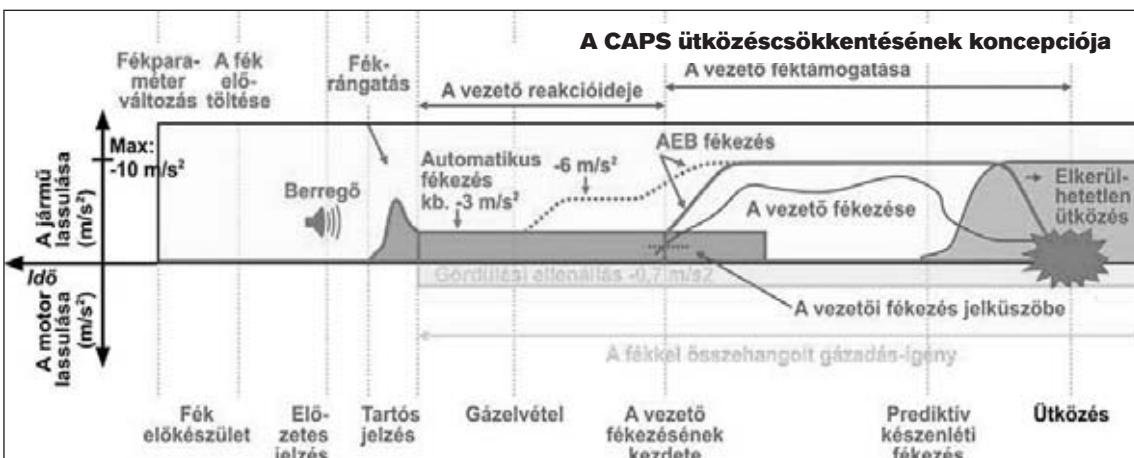 A CAPS ütközéscsökkentésének koncepciója
Fékpara-
méter
változás
A fék
elő-
töltése
Fék-
rángatás
A vezető reakcióideje
A vezető féktámogatása
Max:
-10 m/s²
Berregő
Automatikus
fékezés
kb. -3 m/s²
-6 m/s²
AEB fékezés
A vezető fékezése
Elkerül-
hetetlen
ütközés
A jármű
lassulása
(m/s²)
Idő
A motor
lassulása
(m/s²)
Gördülési ellenállás -0,7 m/s2
A vezetői fékezés jelküszöbe
A fékkel összehangolt gázadás-igény
Fék
előkészület
Elő-
zetes
jelzés
Tartós
jelzés
Gázelvétel
A vezető
fékezésének
kezdete
Prediktív
készenléti
fékezés
Ütközés